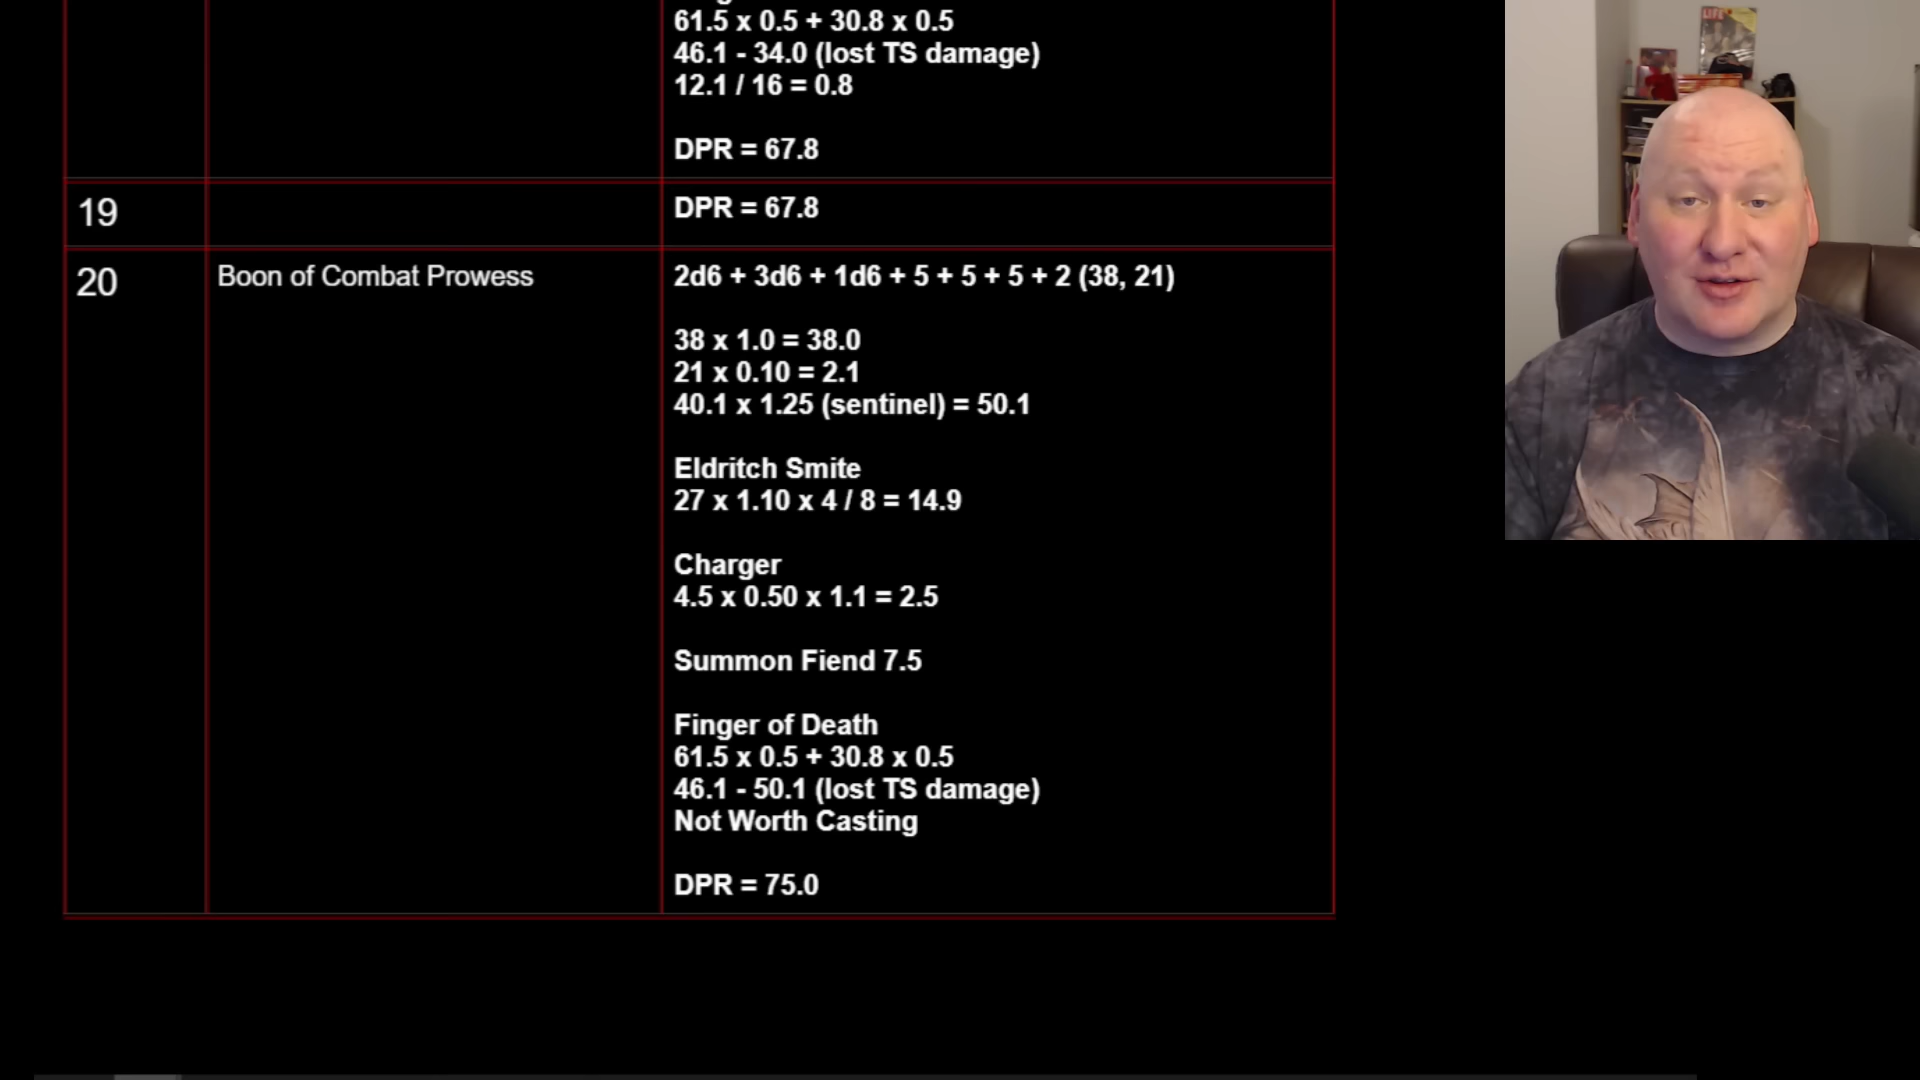 61.5 x 0.5 + 30.8 x 0.5
46.1 - 34.0 (lost TS damage)
12.1 / 16 = 0.8
DPR = 67.8
19
DPR = 67.8
20
Boon of Combat Prowess
2d6 + 3d6 + 1d6 + 5 + 5 + 5 + 2 (38, 21)
38 x 1.0 = 38.0
21 x 0.10 = 2.1
40.1 x 1.25 (sentinel) = 50.1
Eldritch Smite
27 x 1.10 x 4 / 8 = 14.9
Charger
4.5 x 0.50 x 1.1 = 2.5
Summon Fiend 7.5
Finger of Death
61.5 x 0.5 + 30.8 x 0.5
46.1 - 50.1 (lost TS damage)
Not Worth Casting
DPR = 75.0
LIFE